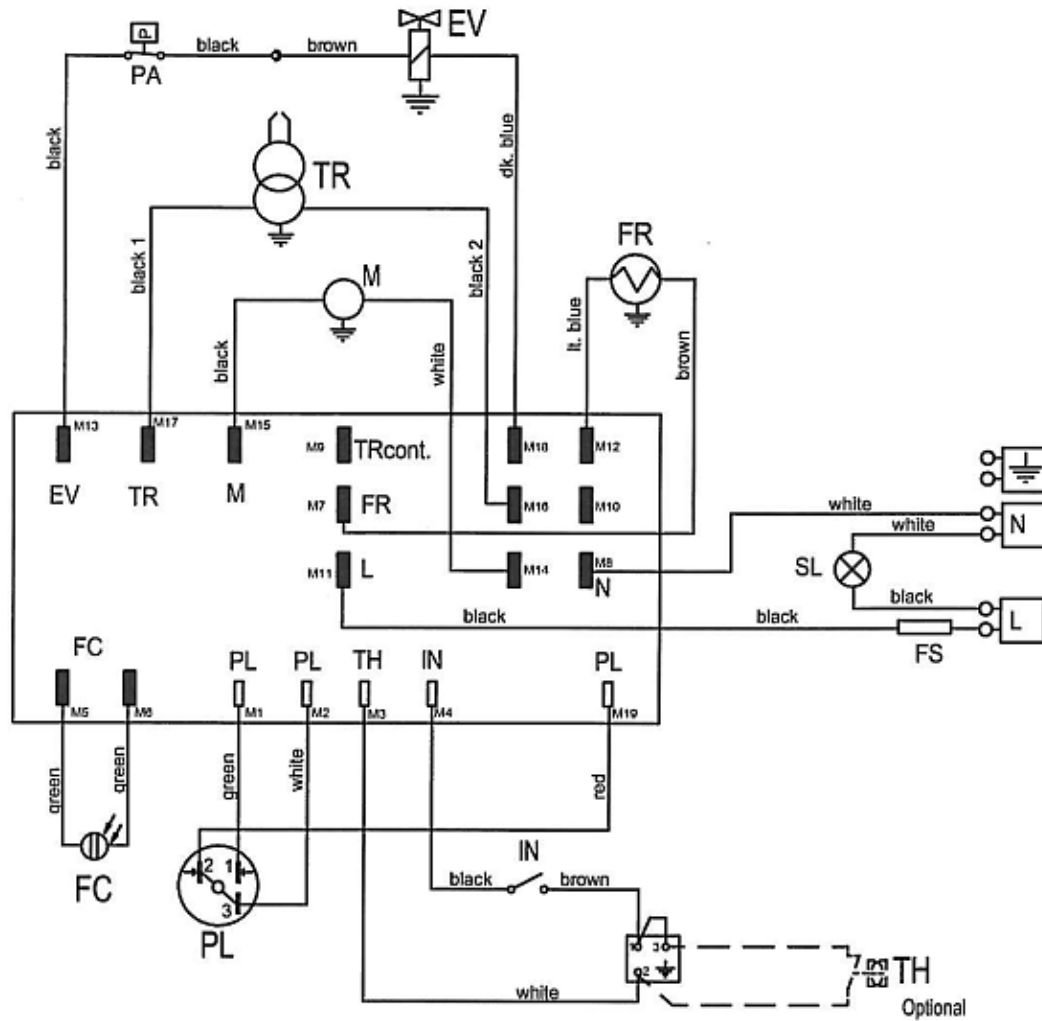 P
EV
black
brown
PA
black
dk. blue
TR
black 1
black 2
FR
M
lt. blue
brown
black
white
M13
M17
M15
M9
TRcont.
M18
M12
EV
TR
M
M7
FR
M16
M10
white
white
N
M11
L
M14
M8
N
SL
black
black
black
L
FS
FC
PL
PL
TH
IN
PL
M5
M6
M1
M2
M3
M4
M19
green
green
green
white
red
FC
2
1
3
PL
IN
black
brown
1
3
2
white
TH
Optional